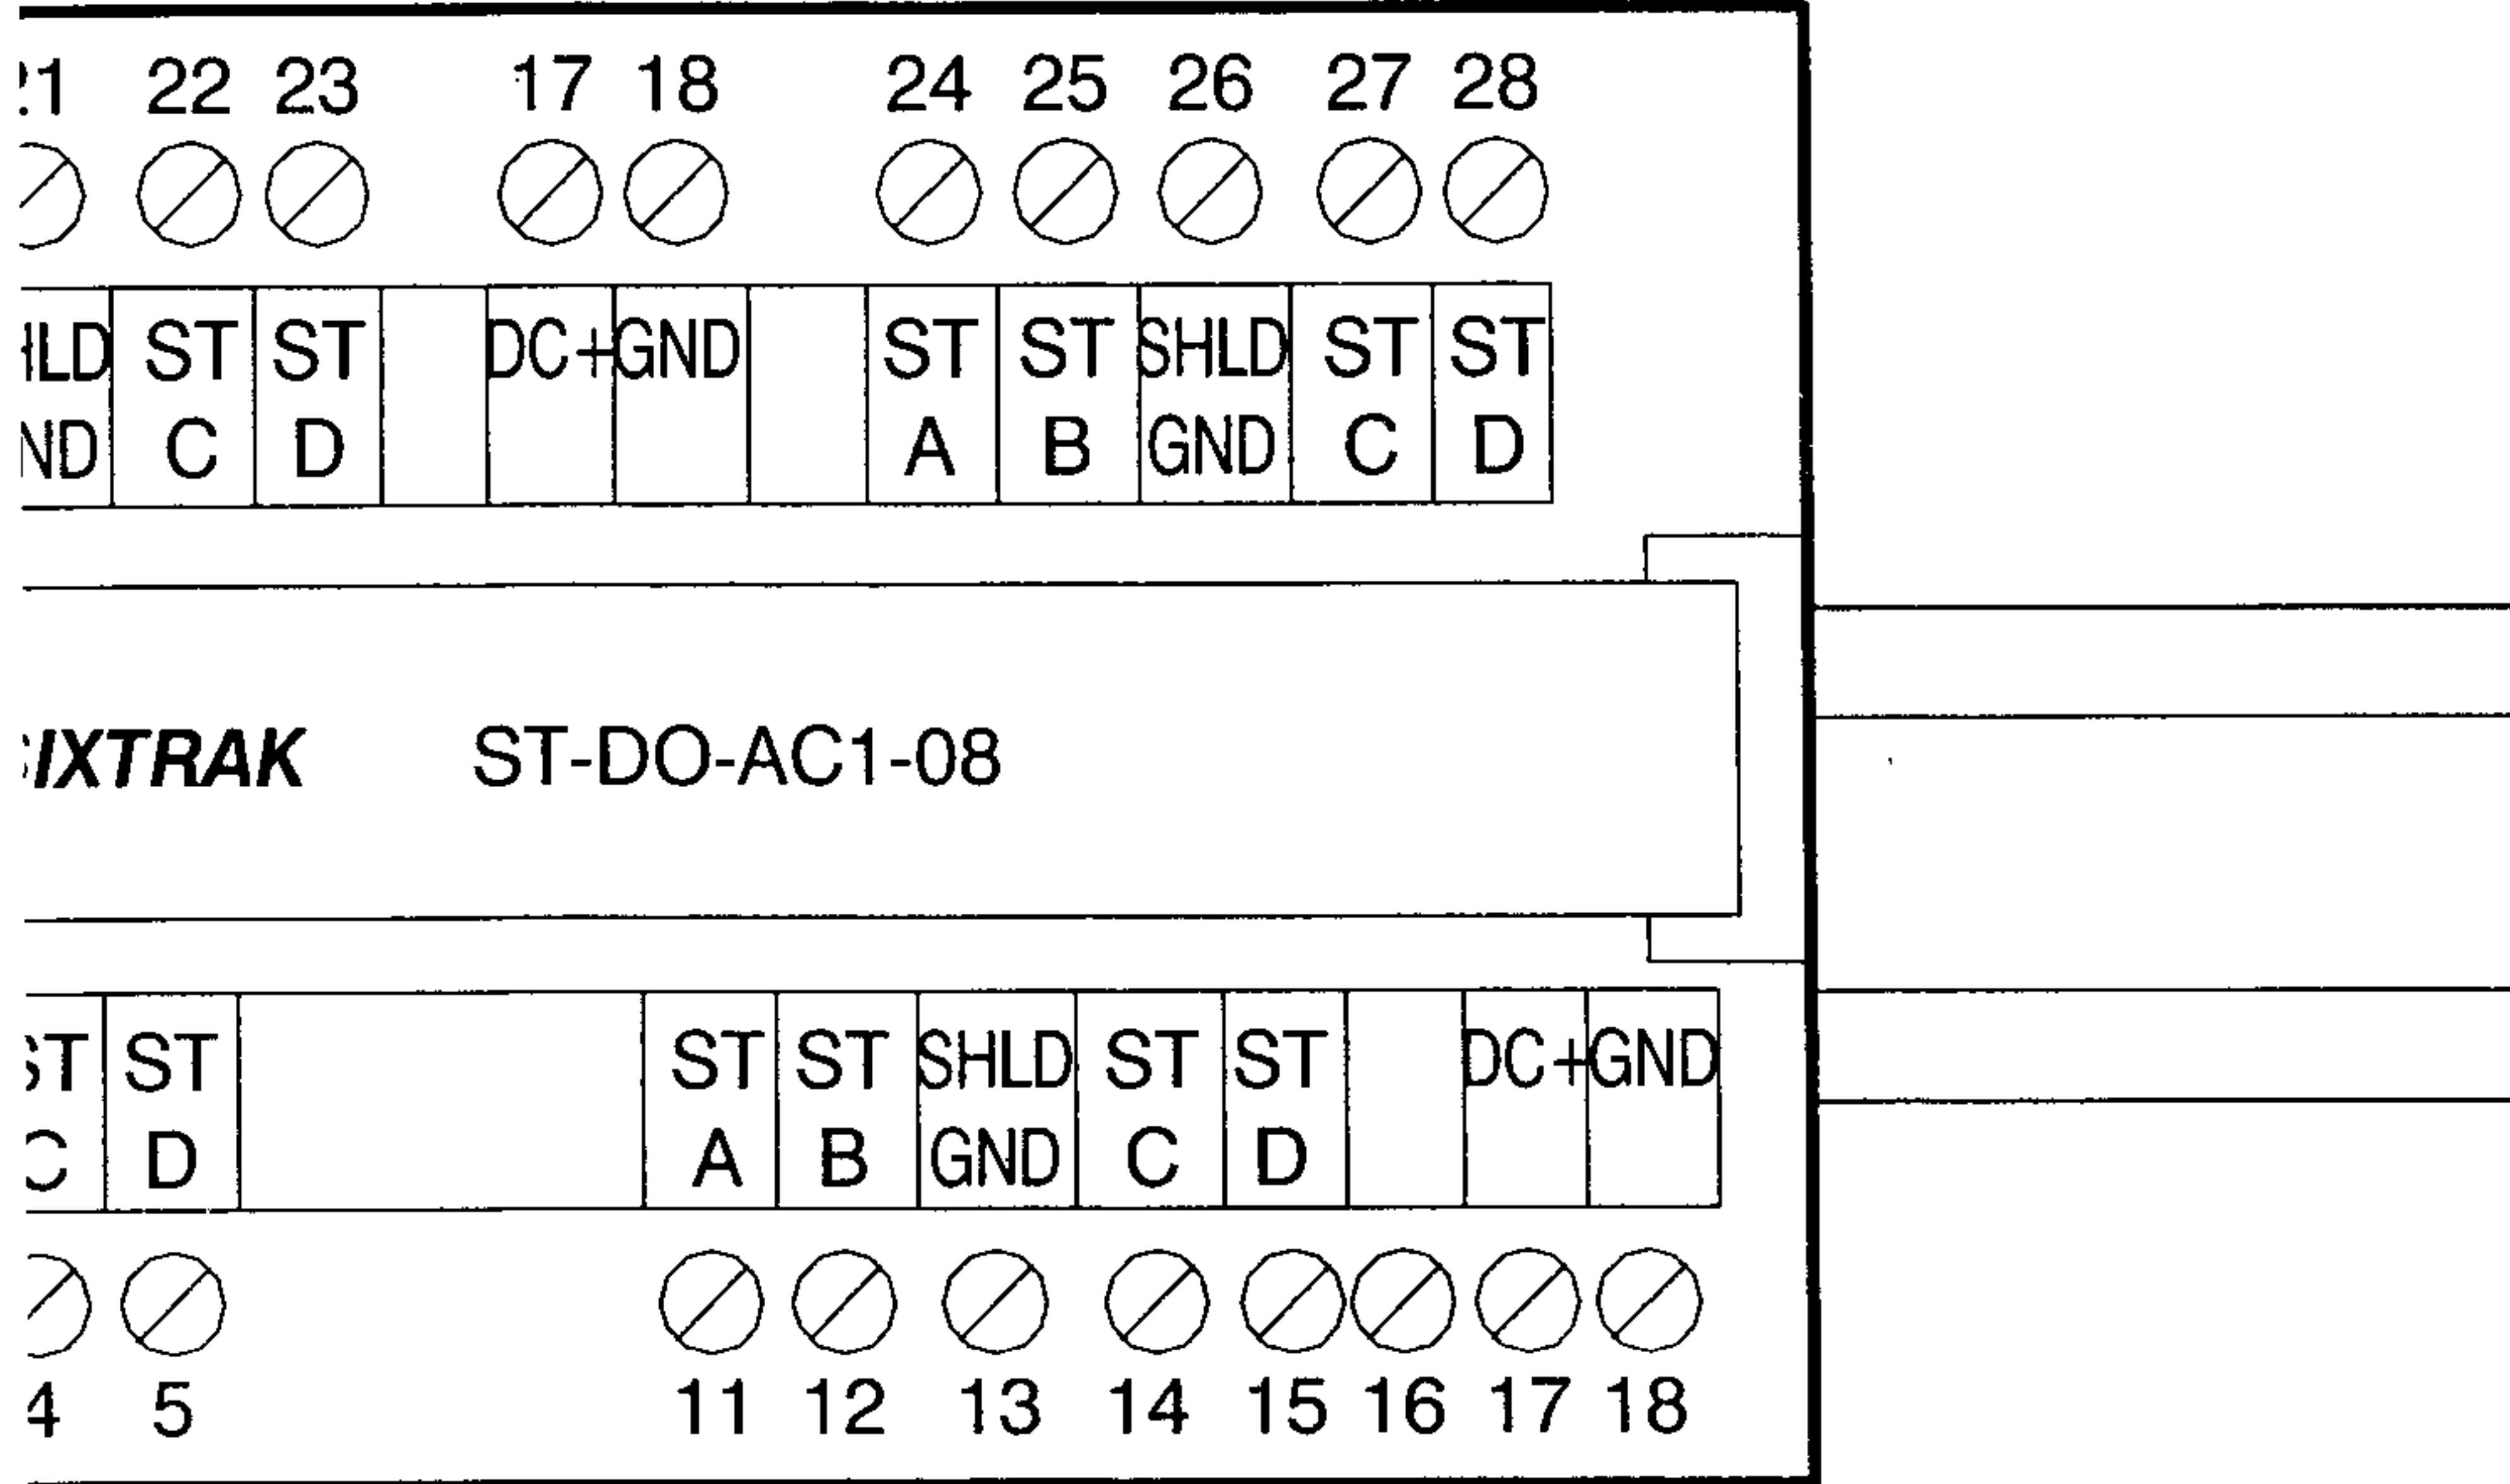 22 23 17 18 24 25 26 27 28
ST ST DC+ GND ST ST SHLD ST ST
C D A B GND C D
ST-DO-AC1-08
ST ST ST SHLD ST ST DC+ GND
C D A B GND C D
4 5 11 12 13 14 15 16 17 18